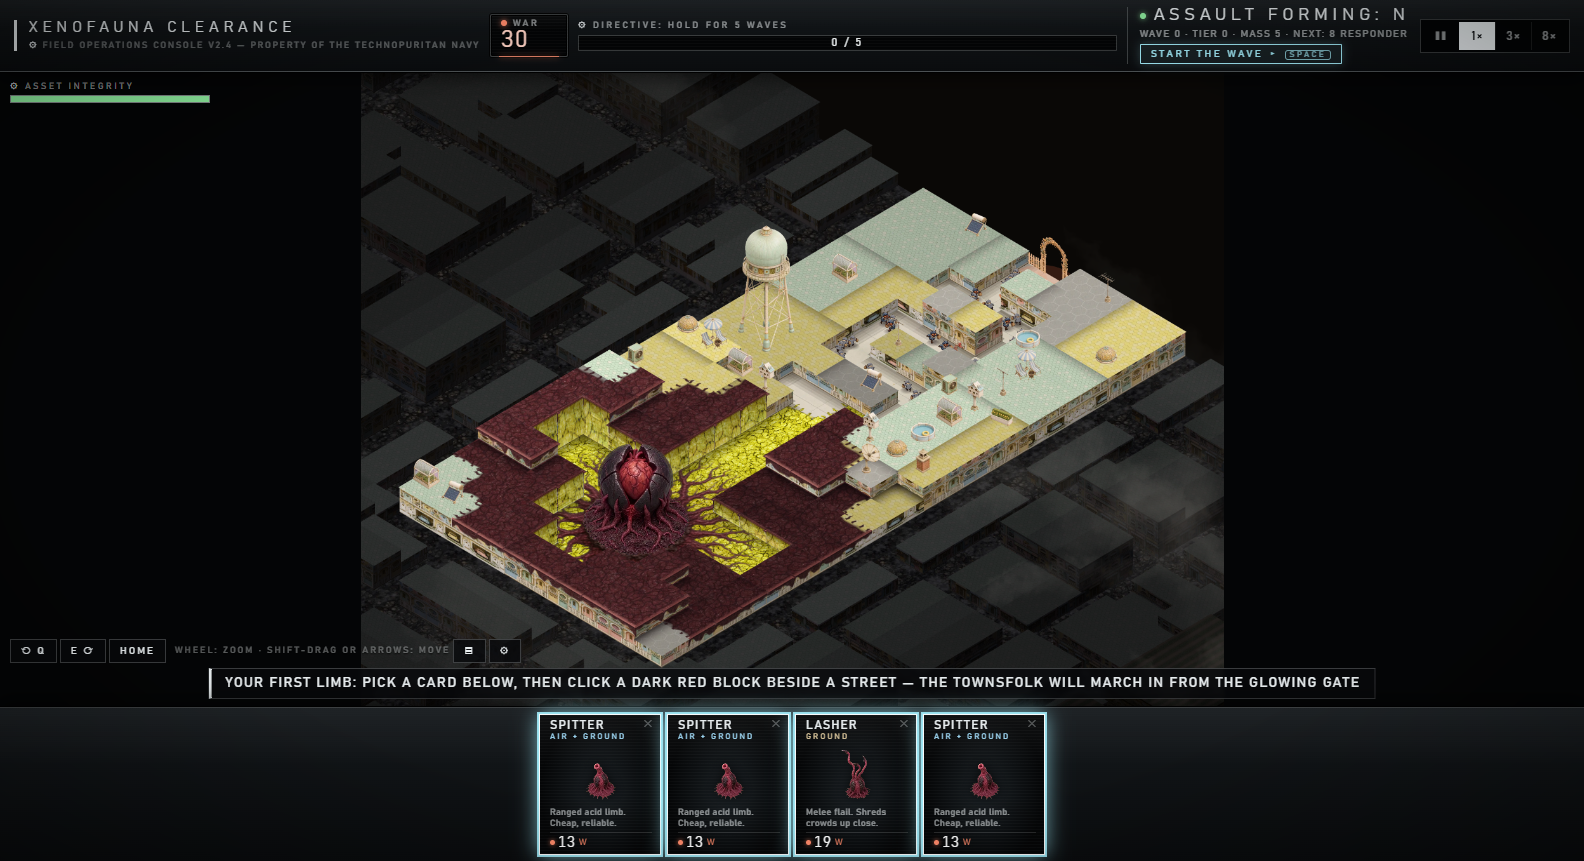 XENOFAUNA CLEARANCE
FIELD OPERATIONS CONSOLE V2.4 — PROPERTY OF THE TECHNOPURITAN NAVY
WAR
30
DIRECTIVE: HOLD FOR 5 WAVES
0 / 5
ASSAULT FORMING: N
WAVE 0 · TIER 0 · MASS 5 · NEXT: 8 RESPONDER
START THE WAVE ▸ SPACE
1× 3× 8×
ASSET INTEGRITY
Q
E
HOME
WHEEL: ZOOM · SHIFT-DRAG OR ARROWS: MOVE
YOUR FIRST LIMB: PICK A CARD BELOW, THEN CLICK A DARK RED BLOCK BESIDE A STREET — THE TOWNSFOLK WILL MARCH IN FROM THE GLOWING GATE
SPITTER
AIR + GROUND
Ranged acid limb.
Cheap, reliable.
13 W
SPITTER
AIR + GROUND
Ranged acid limb.
Cheap, reliable.
13 W
LASHER
GROUND
Melee flail. Shreds
crowds up close.
19 W
SPITTER
AIR + GROUND
Ranged acid limb.
Cheap, reliable.
13 W